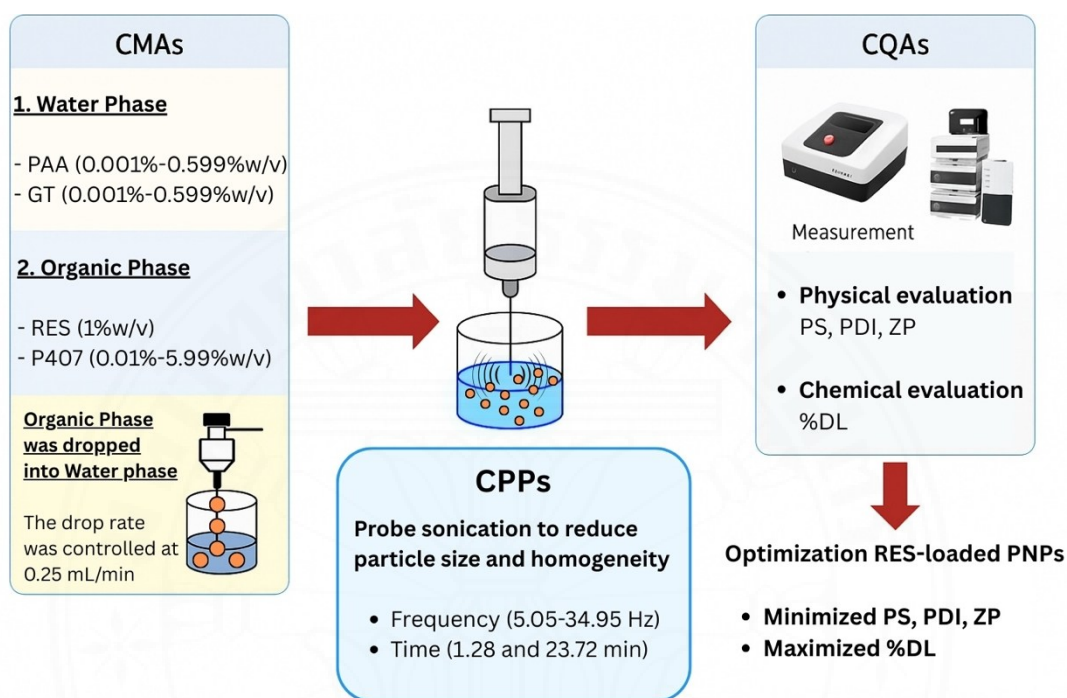 CMAs
1. Water Phase
- PAA (0.001%-0.599%w/v)
- GT (0.001%-0.599%w/v)
2. Organic Phase
- RES (1%w/v)
- P407 (0.01%-5.99%w/v)
Organic Phase
was dropped
into Water phase
The drop rate
was controlled at
0.25 mL/min
CPPs
Probe sonication to reduce
particle size and homogeneity
• Frequency (5.05-34.95 Hz)
• Time (1.28 and 23.72 min)
CQAs
Measurement
• Physical evaluation
PS, PDI, ZP
• Chemical evaluation
%DL
Optimization RES-loaded PNPs
• Minimized PS, PDI, ZP
• Maximized %DL